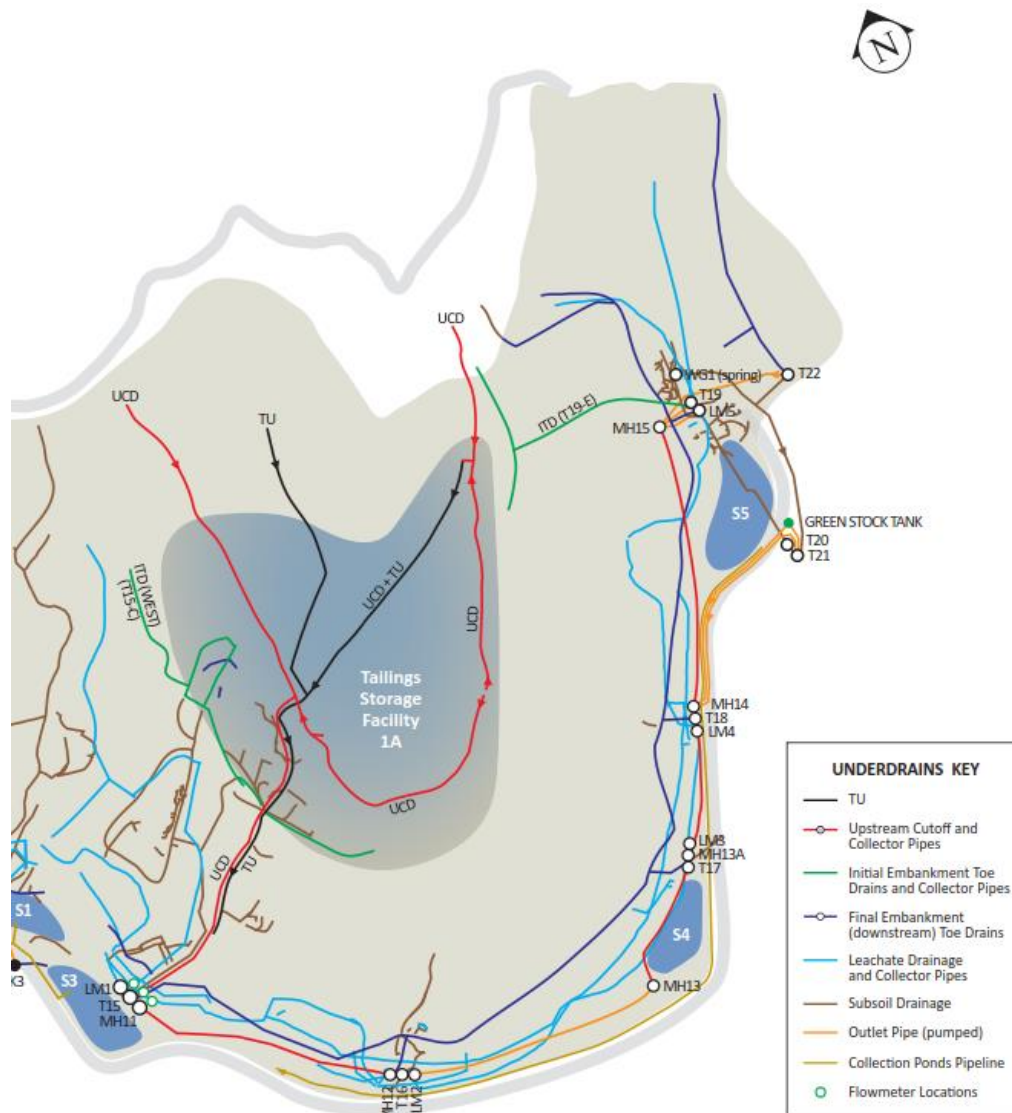 N
UCD
UCD
TU
WG1 (spring)
T22
T19
LM5
ITD (T19-E)
MH15
S5
GREEN STOCK TANK
T20
T21
UCD + TU
UCD
ITD (WEST)
(T15-C)
Tailings
Storage
Facility
1A
MH14
T18
LM4
UCD
LM3
MH13A
T17
UCD
TU
S1
S4
S3
LM1
T15
MH11
MH13
MH12
T16
LM2
UNDERDRAINS KEY
TU
Upstream Cutoff and
Collector Pipes
Initial Embankment Toe
Drains and Collector Pipes
Final Embankment
(downstream) Toe Drains
Leachate Drainage
and Collector Pipes
Subsoil Drainage
Outlet Pipe (pumped)
Collection Ponds Pipeline
Flowmeter Locations